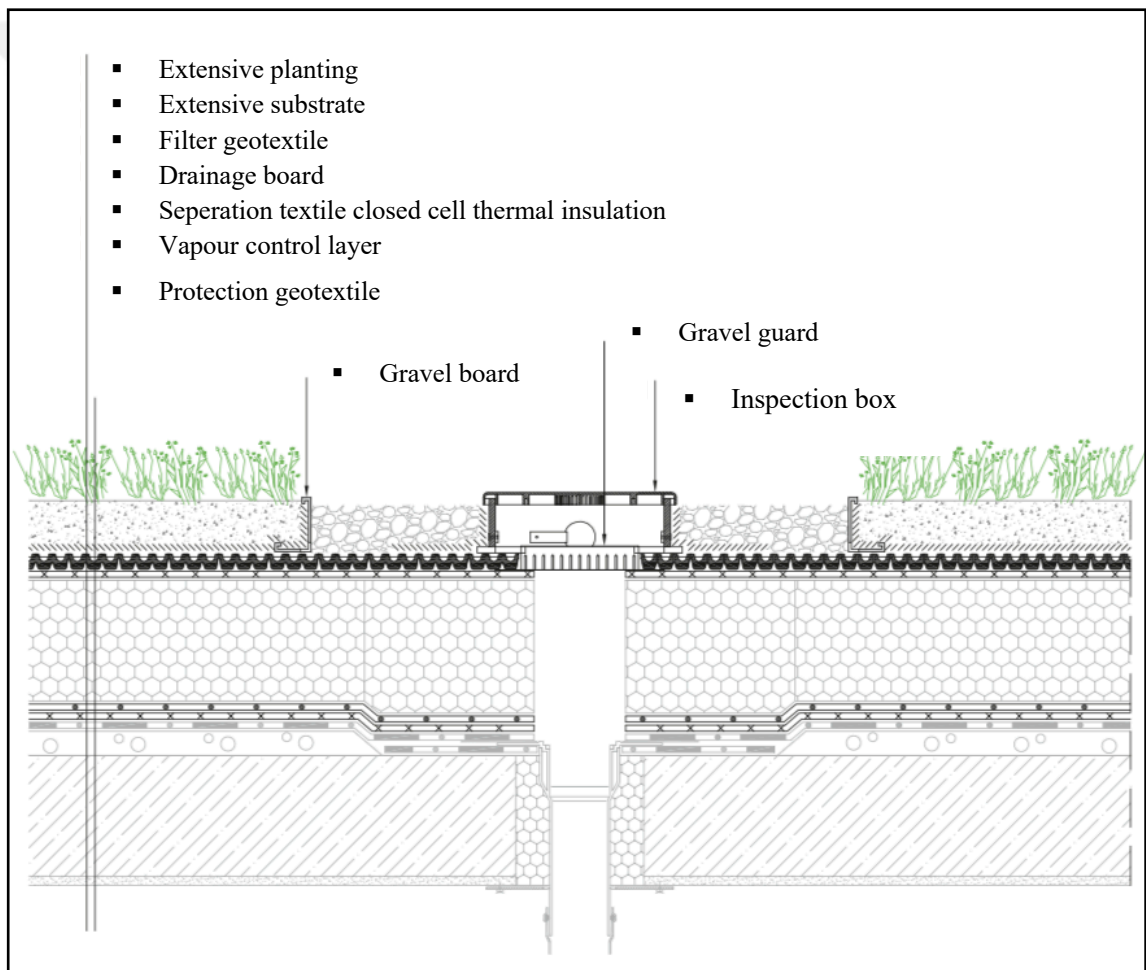 ▪ Extensive planting
▪ Extensive substrate
▪ Filter geotextile
▪ Drainage board
▪ Seperation textile closed cell thermal insulation
▪ Vapour control layer
▪ Protection geotextile
▪ Gravel guard
▪ Gravel board
▪ Inspection box